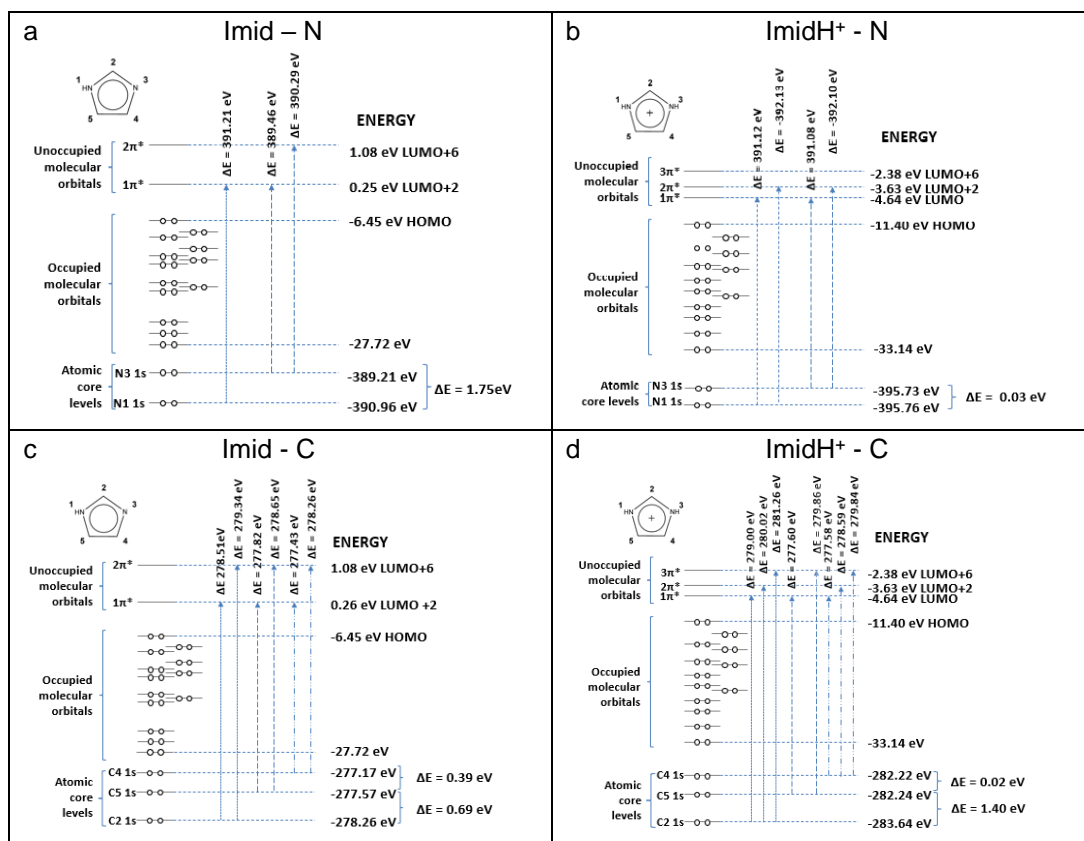 a
Imid – N
1
2
3
HN
N
5
4
ΔE = 391.21 eV
ΔE = 389.46 eV
ΔE = 390.29 eV
ENERGY
Unoccupied
molecular
orbitals
2π*
1π*
1.08 eV LUMO+6
0.25 eV LUMO+2
-6.45 eV HOMO
Occupied
molecular
orbitals
-27.72 eV
Atomic
core
levels
N3 1s
N1 1s
-389.21 eV
-390.96 eV
ΔE = 1.75eV
b
ImidH+ - N
1
2
3
HN
NH
+
5
4
ΔE = 391.12 eV
ΔE = -392.13 eV
ΔE = 391.08 eV
ΔE = -392.10 eV
ENERGY
Unoccupied
molecular
orbitals
3π*
2π*
1π*
-2.38 eV LUMO+6
-3.63 eV LUMO+2
-4.64 eV LUMO
-11.40 eV HOMO
Occupied
molecular
orbitals
-33.14 eV
Atomic
core levels
N3 1s
N1 1s
-395.73 eV
-395.76 eV
ΔE = 0.03 eV
c
Imid - C
1
2
3
HN
N
5
4
ΔE = 278.51eV
ΔE = 279.34 eV
ΔE = 277.82 eV
ΔE = 278.65 eV
ΔE = 277.43 eV
ΔE = 278.26 eV
ENERGY
Unoccupied
molecular
orbitals
2π*
1π*
1.08 eV LUMO+6
0.26 eV LUMO +2
-6.45 eV HOMO
Occupied
molecular
orbitals
-27.72 eV
Atomic
core
levels
C4 1s
C5 1s
C2 1s
-277.17 eV
-277.57 eV
-278.26 eV
ΔE = 0.39 eV
ΔE = 0.69 eV
d
ImidH+ - C
1
2
3
HN
NH
+
5
4
ΔE = 279.00 eV
ΔE = 280.02 eV
ΔE = 281.26 eV
ΔE = 277.60 eV
ΔE = 279.86 eV
ΔE = 277.58 eV
ΔE = 278.59 eV
ΔE = 279.84 eV
ENERGY
Unoccupied
molecular
orbitals
3π*
2π*
1π*
-2.38 eV LUMO+6
-3.63 eV LUMO+2
-4.64 eV LUMO
-11.40 eV HOMO
Occupied
molecular
orbitals
-33.14 eV
Atomic
core
levels
C4 1s
C5 1s
C2 1s
-282.22 eV
-282.24 eV
-283.64 eV
ΔE = 0.02 eV
ΔE = 1.40 eV